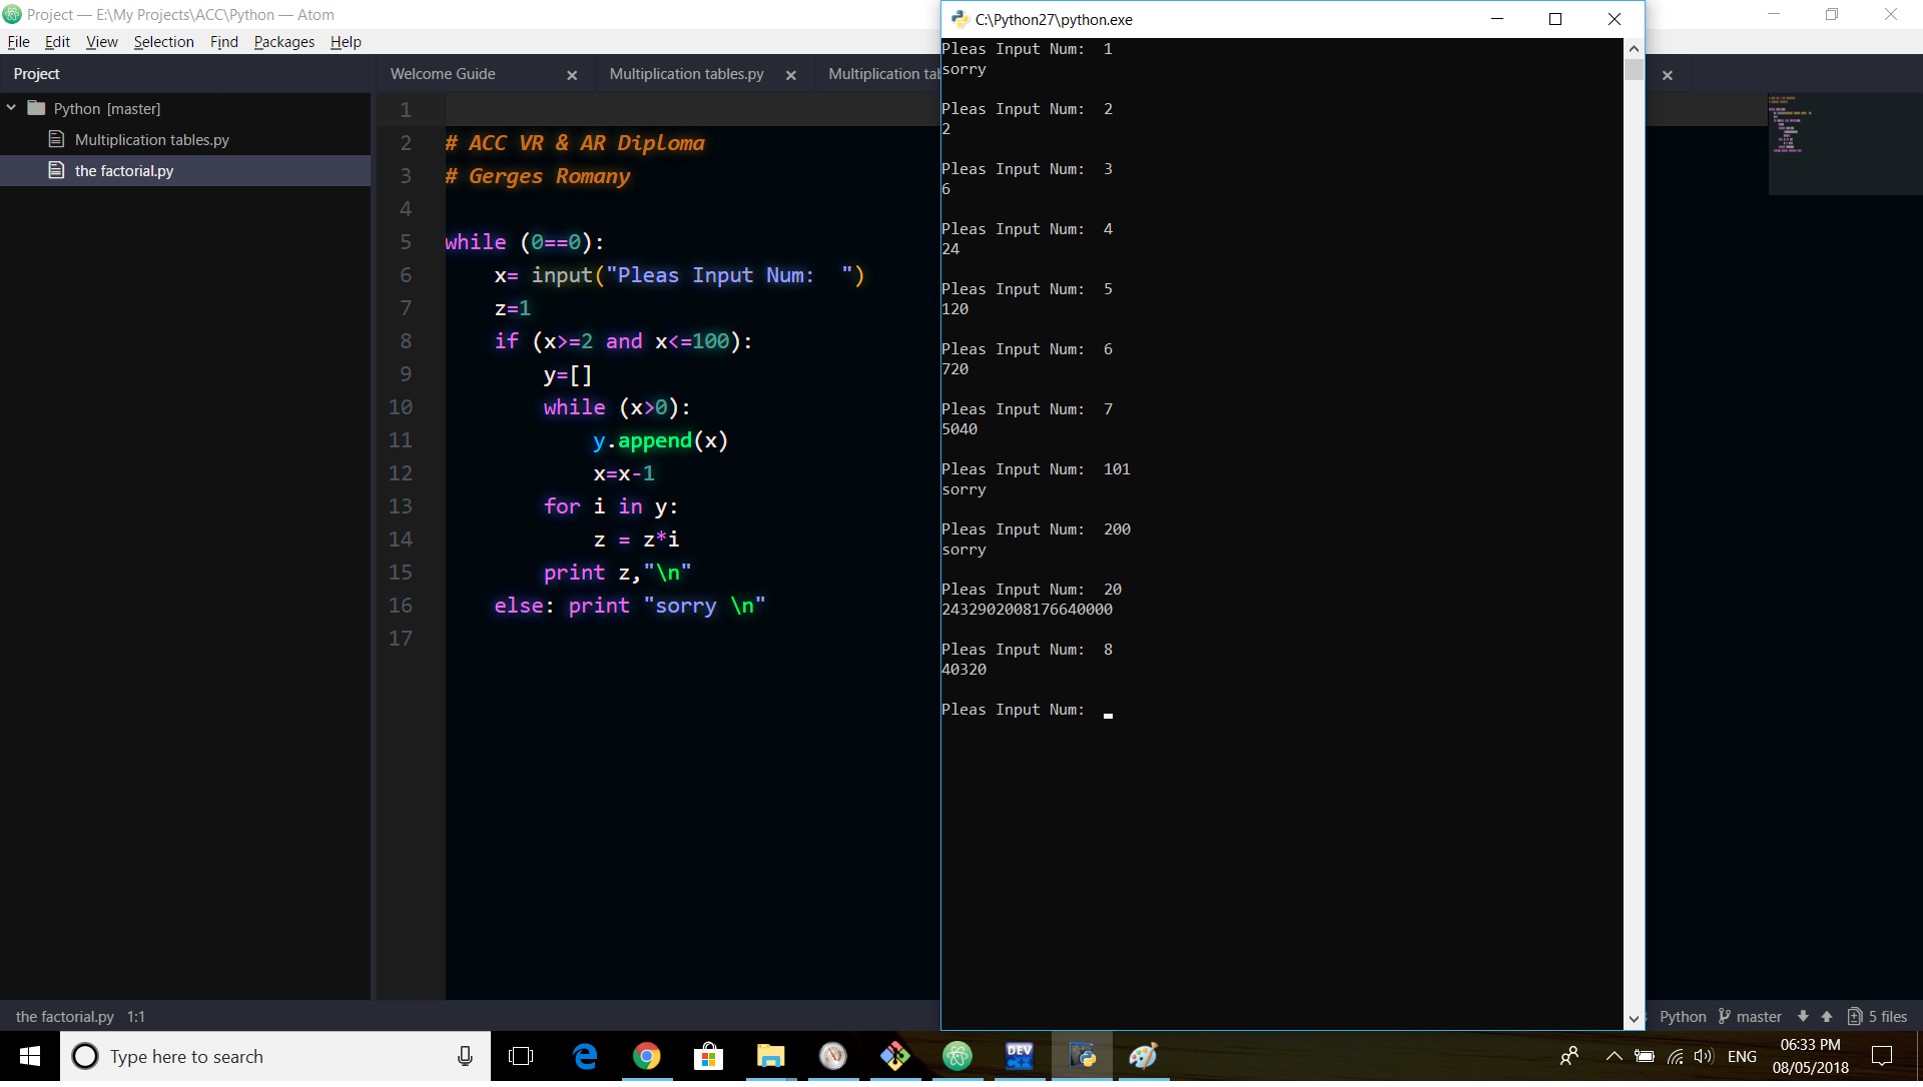 Project — E:\My Projects\ACC\Python — Atom
File Edit View Selection Find Packages Help
Project
Python [master]
Multiplication tables.py
the factorial.py
Welcome Guide
Multiplication tables.py
Multiplication tab
1
2 # ACC VR & AR Diploma
3 # Gerges Romany
4
5 while (0==0):
6     x= input("Pleas Input Num:  ")
7     z=1
8     if (x>=2 and x<=100):
9         y=[]
10         while (x>0):
11             y.append(x)
12             x=x-1
13         for i in y:
14             z = z*i
15         print z,"\n"
16     else: print "sorry \n"
17
C:\Python27\python.exe
Pleas Input Num:  1
sorry
Pleas Input Num:  2
2
Pleas Input Num:  3
6
Pleas Input Num:  4
24
Pleas Input Num:  5
120
Pleas Input Num:  6
720
Pleas Input Num:  7
5040
Pleas Input Num:  101
sorry
Pleas Input Num:  200
sorry
Pleas Input Num:  20
2432902008176640000
Pleas Input Num:  8
40320
Pleas Input Num:
the factorial.py 1:1
Python master 5 files
Type here to search
DEV
ENG
06:33 PM
08/05/2018